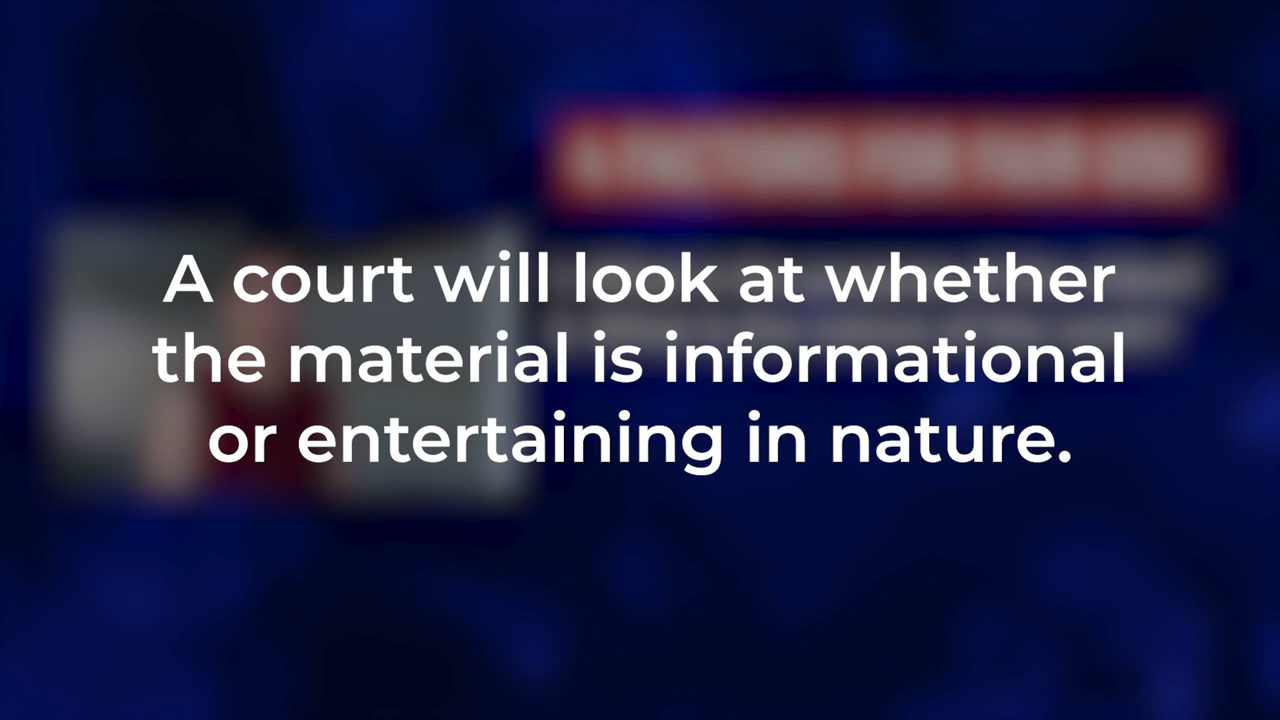 A court will look at whether
the material is informational
or entertaining in nature.